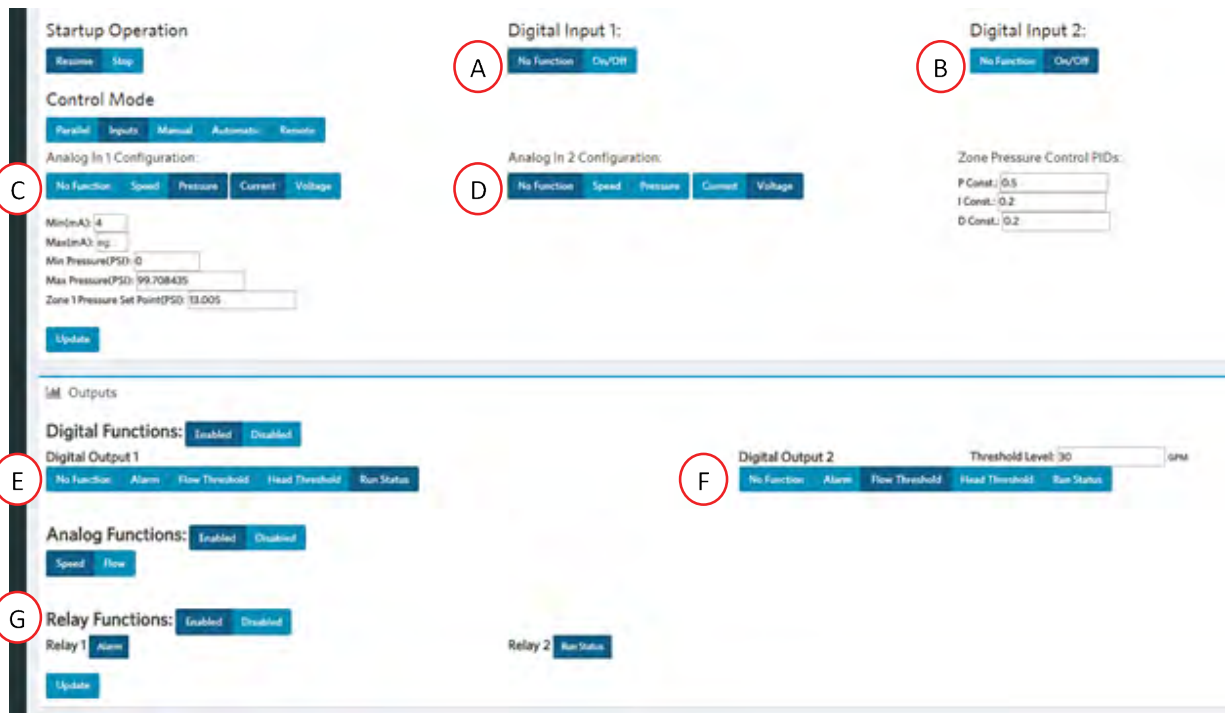 Startup Operation
Digital Input 1:
Digital Input 2:
Resume Stop
A
No Function On/Off
B
No Function On/Off
Control Mode
Parallel Inputs Manual Automatic Remote
Analog In 1 Configuration:
Analog In 2 Configuration:
Zone Pressure Control PIDs:
C
No Function Speed Pressure Current Voltage
D
No Function Speed Pressure Current Voltage
P Const.: 0.5
I Const.: 0.2
D Const.: 0.2
Min(mA): 4
Max(mA):
Min Pressure(PSI): 0
Max Pressure(PSI): 99.708435
Zone 1 Pressure Set Point(PSI): 13.005
Update
Outputs
Digital Functions: Enabled Disabled
Digital Output 1
Digital Output 2
Threshold Level: 30 GPM
E
No Function Alarm Flow Threshold Head Threshold Run Status
F
No Function Alarm Flow Threshold Head Threshold Run Status
Analog Functions: Enabled Disabled
Speed Flow
G
Relay Functions: Enabled Disabled
Relay 1 Alarm
Relay 2 Run Status
Update